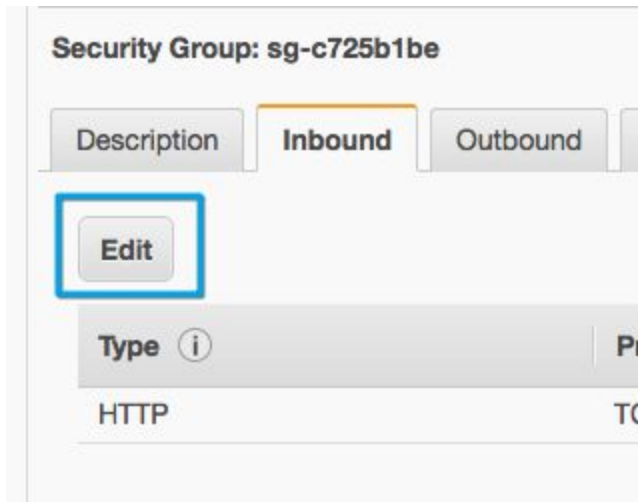 Security Group: sg-c725b1be
Description Inbound Outbound
Edit
Type i
HTTP